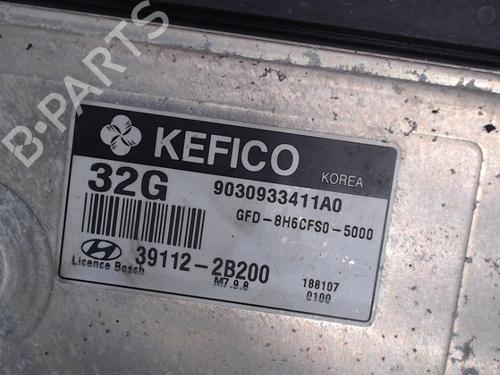 B-PARTS
KEFICO
KOREA
32G
9030933411A0
GFD-8H6CFS0-5000
39112-2B200
Licence Bosch
M7.9.8
188107
0100